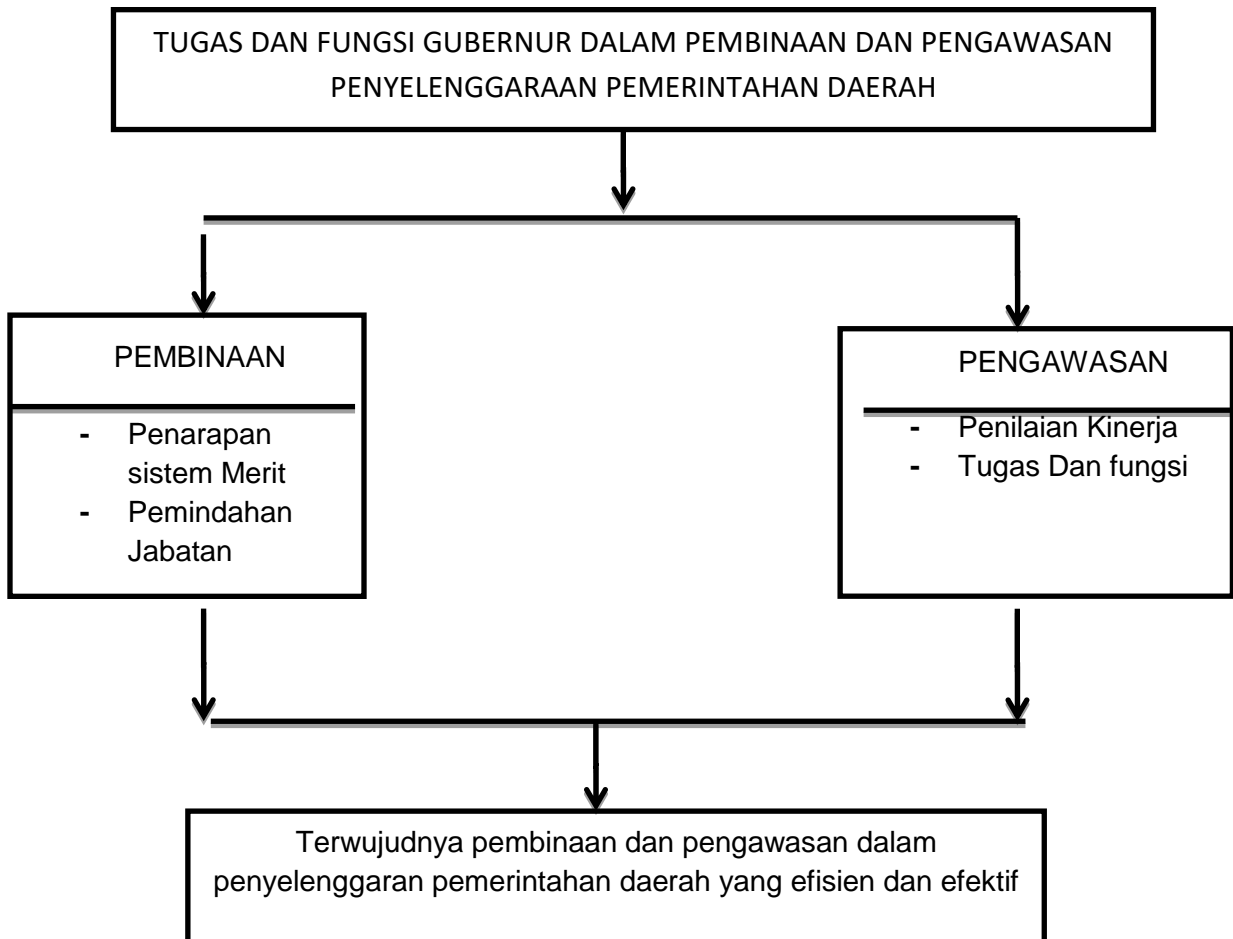 TUGAS DAN FUNGSI GUBERNUR DALAM PEMBINAAN DAN PENGAWASAN
PENYELENGGARAAN PEMERINTAHAN DAERAH
PEMBINAAN
- Penarapan
sistem Merit
- Pemindahan
Jabatan
PENGAWASAN
- Penilaian Kinerja
- Tugas Dan fungsi
Terwujudnya pembinaan dan pengawasan dalam
penyelenggaran pemerintahan daerah yang efisien dan efektif